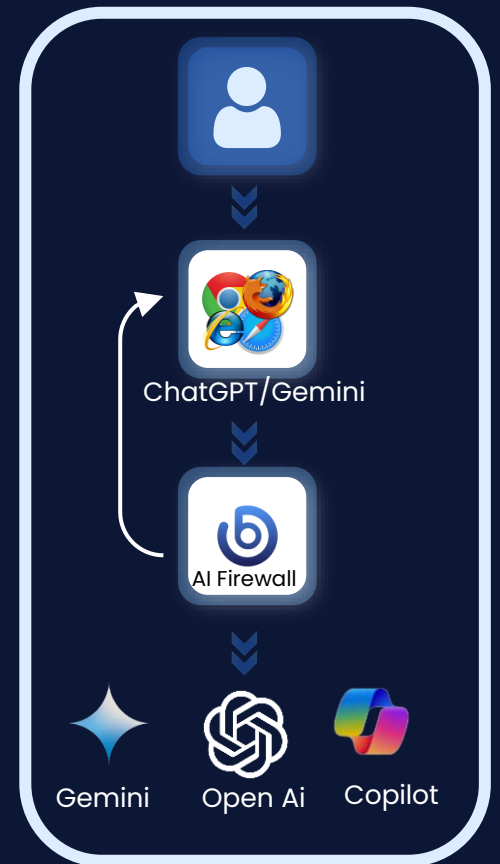 ChatGPT/Gemini
AI Firewall
Gemini
Open Ai
Copilot